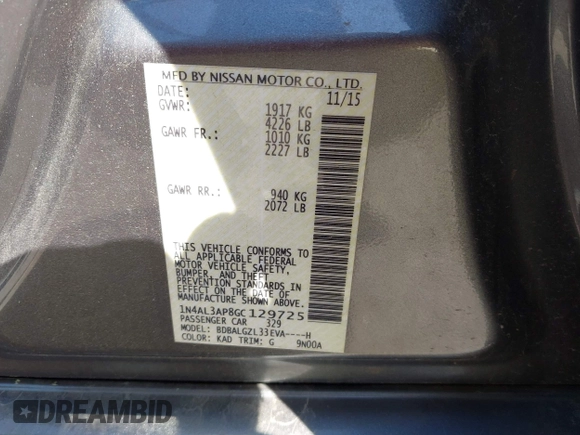 MFD BY NISSAN MOTOR CO., LTD.
DATE: 11/15
GVWR: 1917 KG
4226 LB
GAWR FR.: 1010 KG
2227 LB
GAWR RR.: 940 KG
2072 LB
THIS VEHICLE CONFORMS TO
ALL APPLICABLE FEDERAL
MOTOR VEHICLE SAFETY,
BUMPER, AND THEFT
PREVENTION STANDARDS IN
EFFECT ON THE DATE OF
MANUFACTURE SHOWN ABOVE.
1N4AL3AP8GC129725
PASSENGER CAR 329
MODEL: BDBALGZL33EVA----H
COLOR: KAD TRIM: G 9N00A
DREAMBID